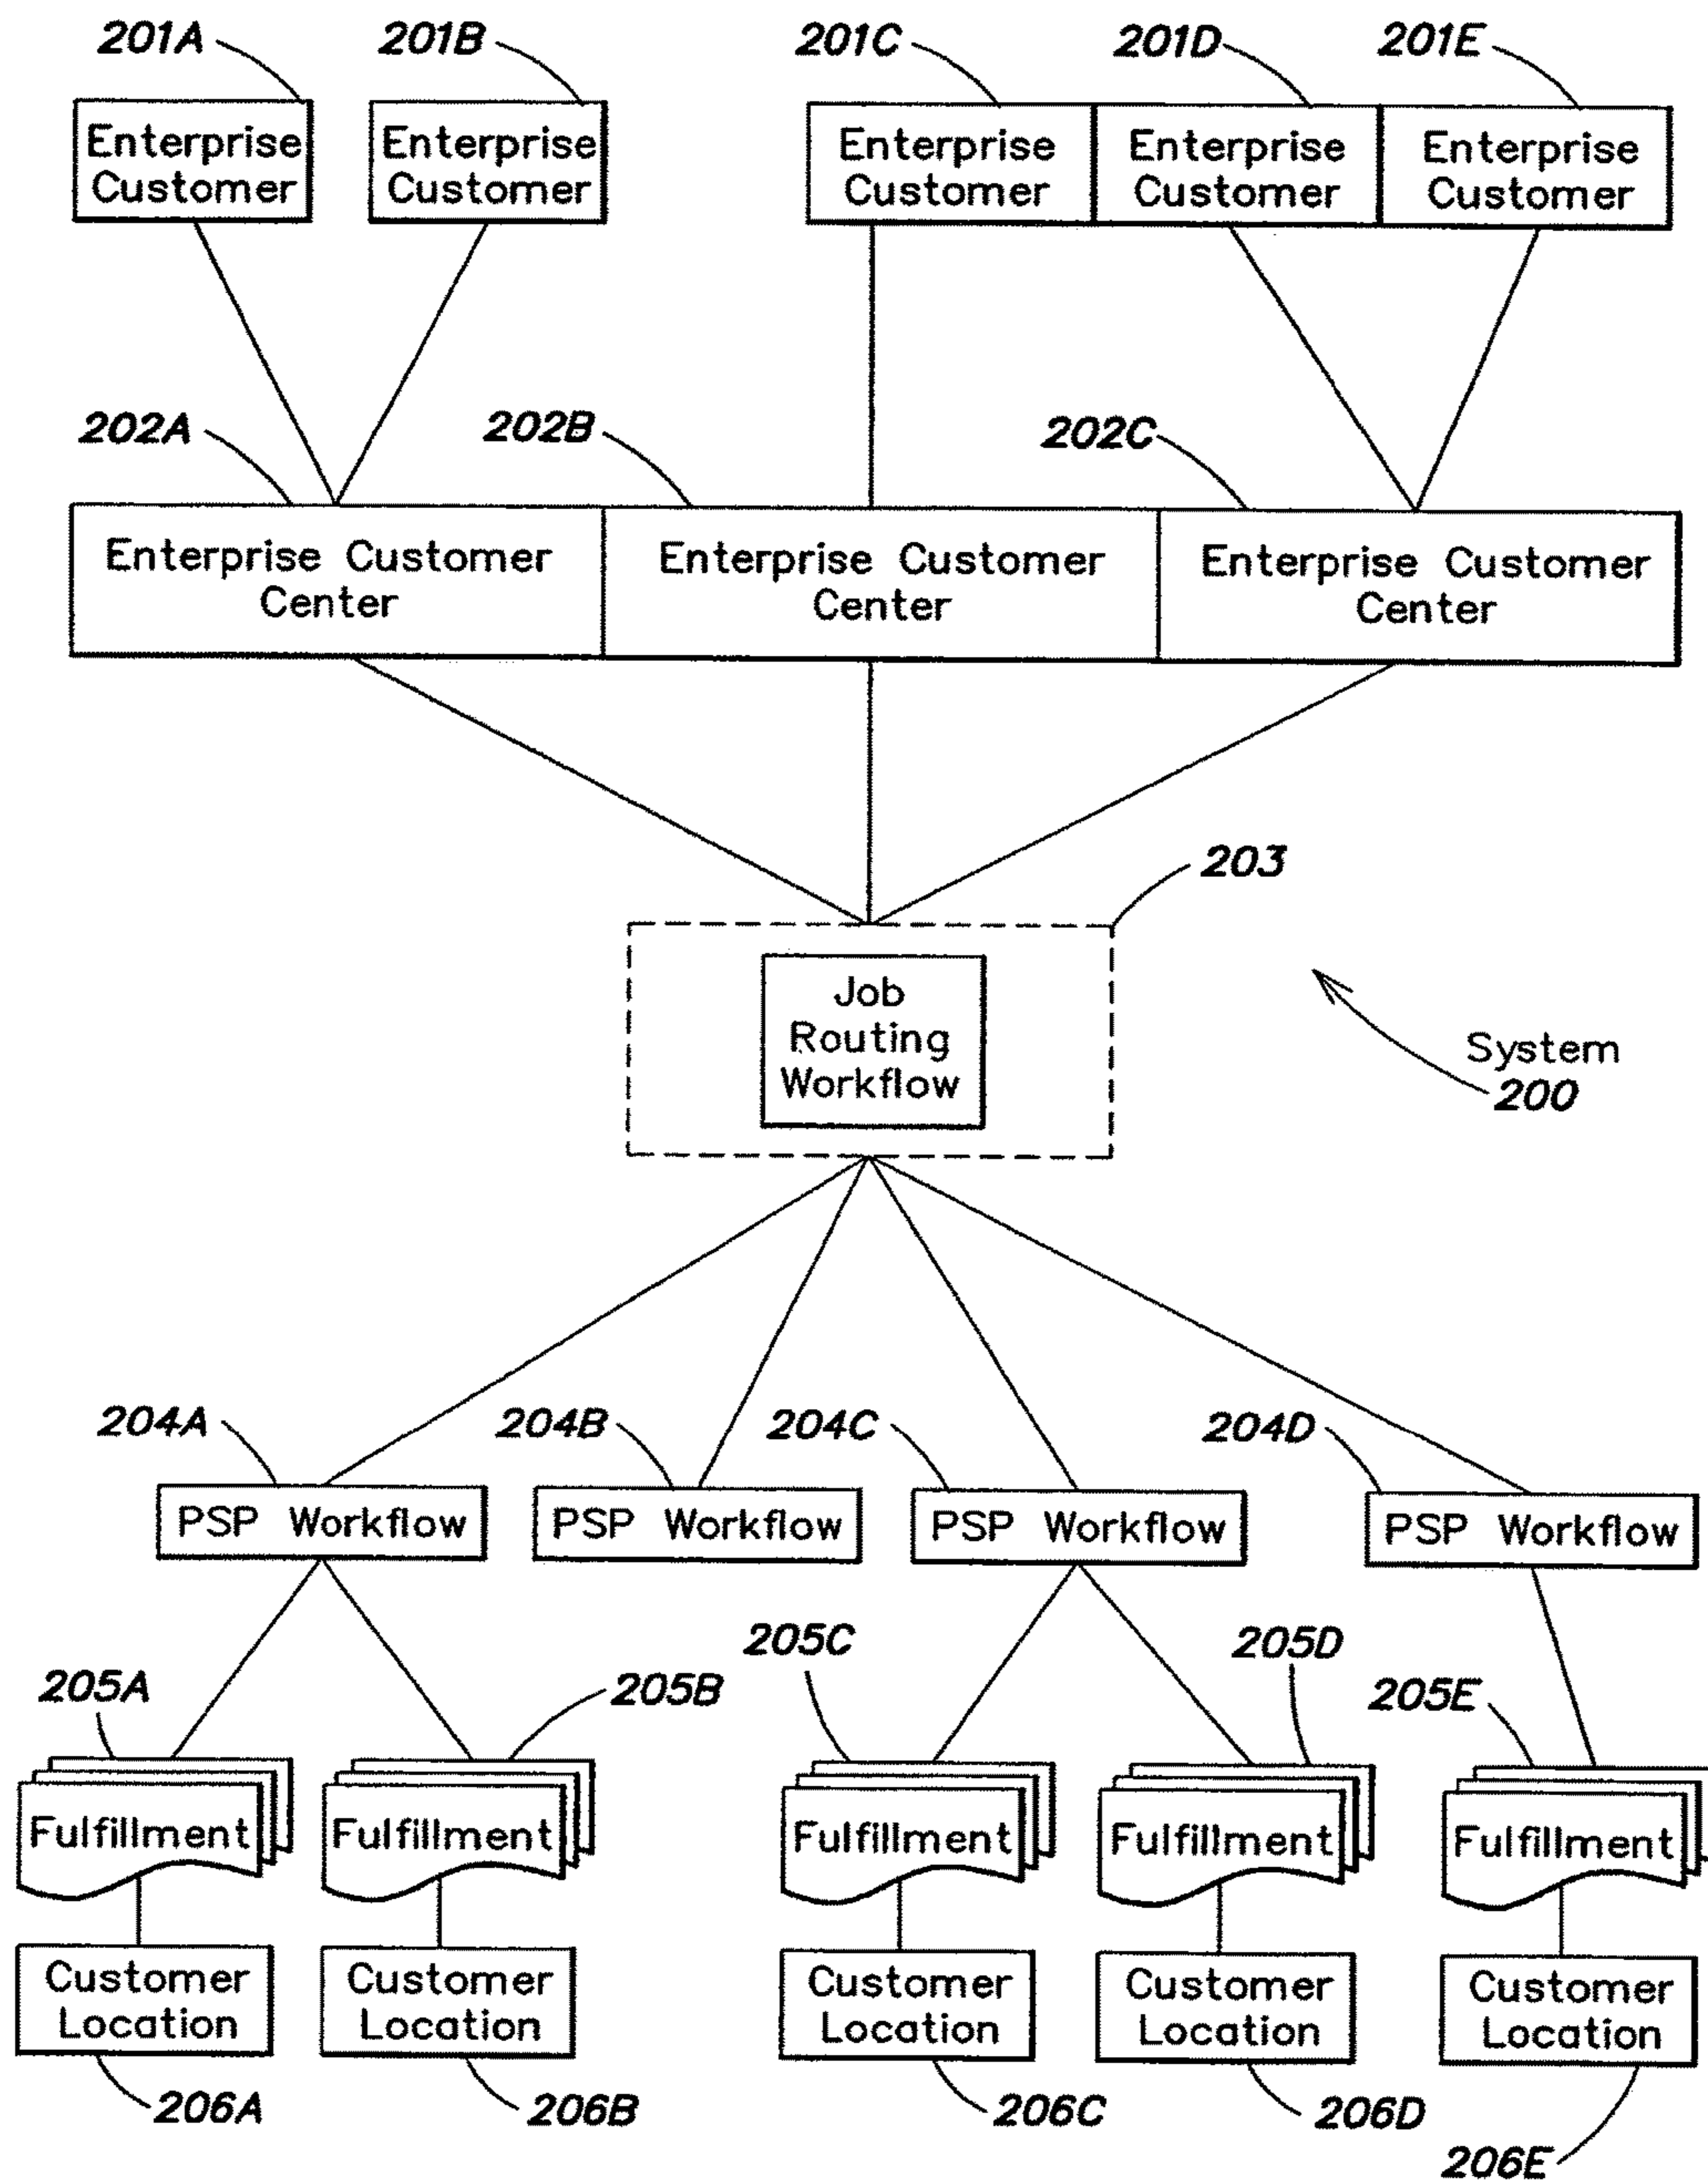 201A 201B 201C 201D 201E
Enterprise Customer
Enterprise Customer
Enterprise Customer
Enterprise Customer
Enterprise Customer
202A 202B 202C
Enterprise Customer
Center
Enterprise Customer
Center
Enterprise Customer
Center
203
Job
Routing
Workflow
System
200
204A 204B 204C 204D
PSP Workflow
PSP Workflow
PSP Workflow
PSP Workflow
205A 205B 205C 205D 205E
Fulfillment
Fulfillment
Fulfillment
Fulfillment
Fulfillment
Customer
Location
Customer
Location
Customer
Location
Customer
Location
Customer
Location
206A 206B 206C 206D 206E